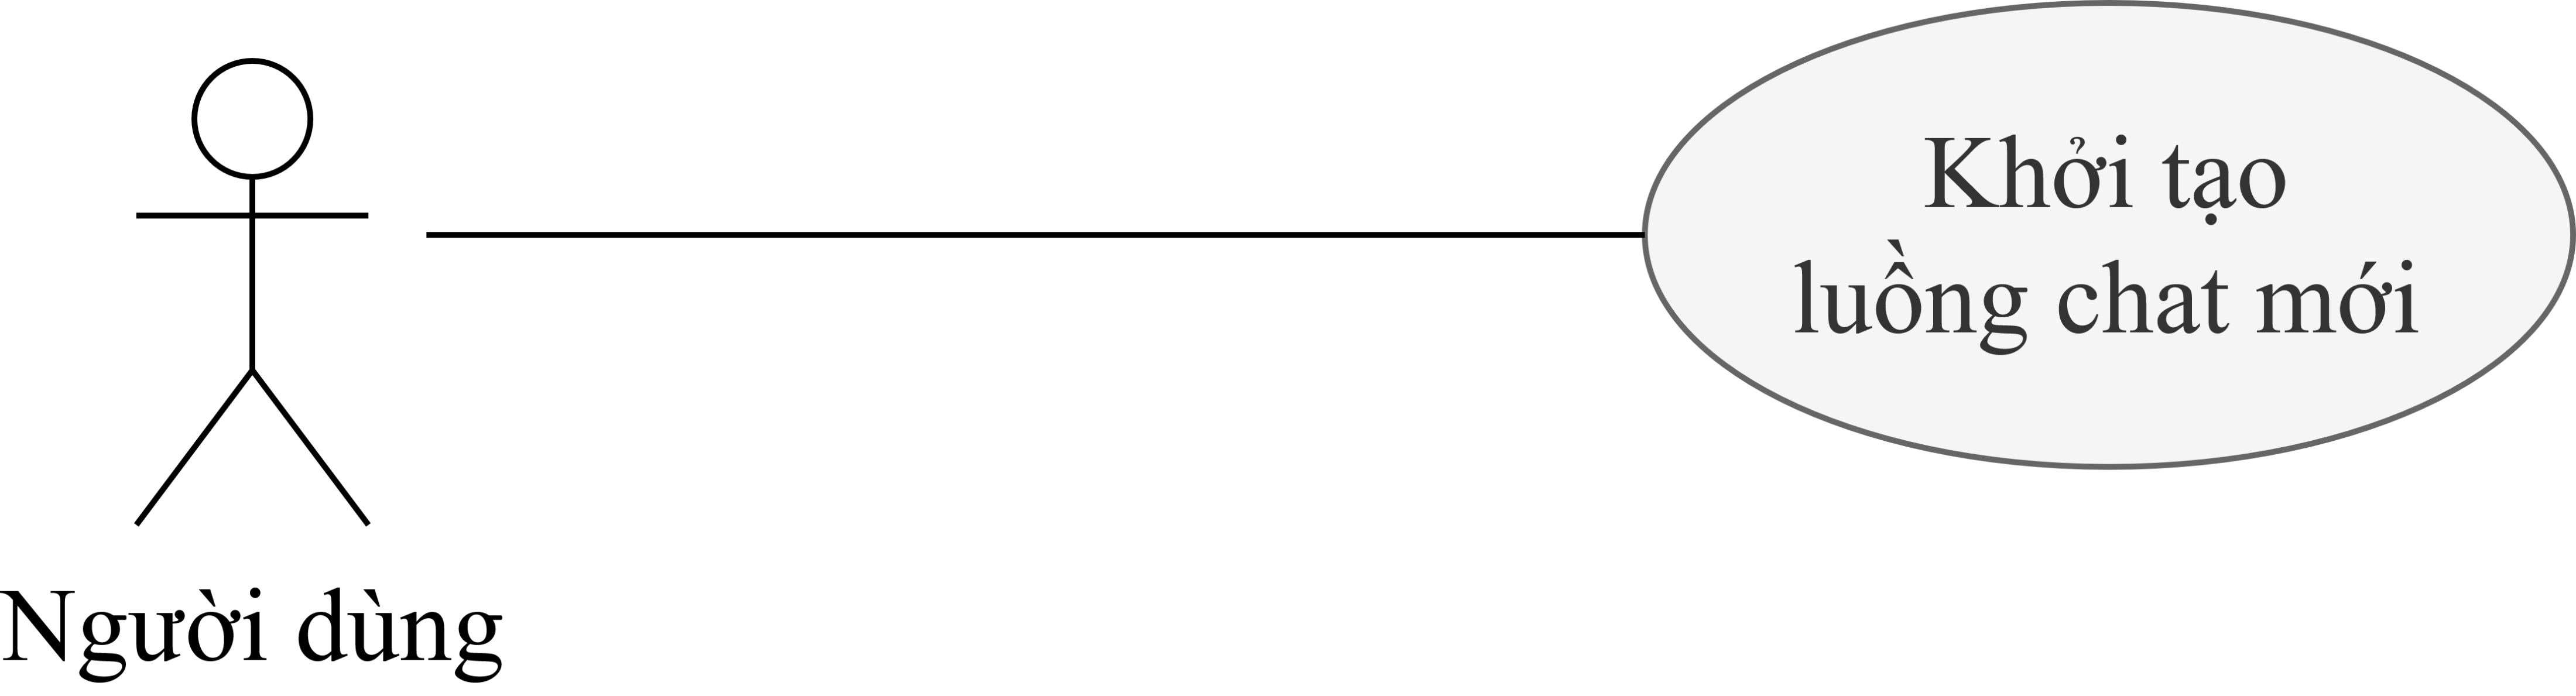 Khởi tạo
luồng chat mới
Người dùng